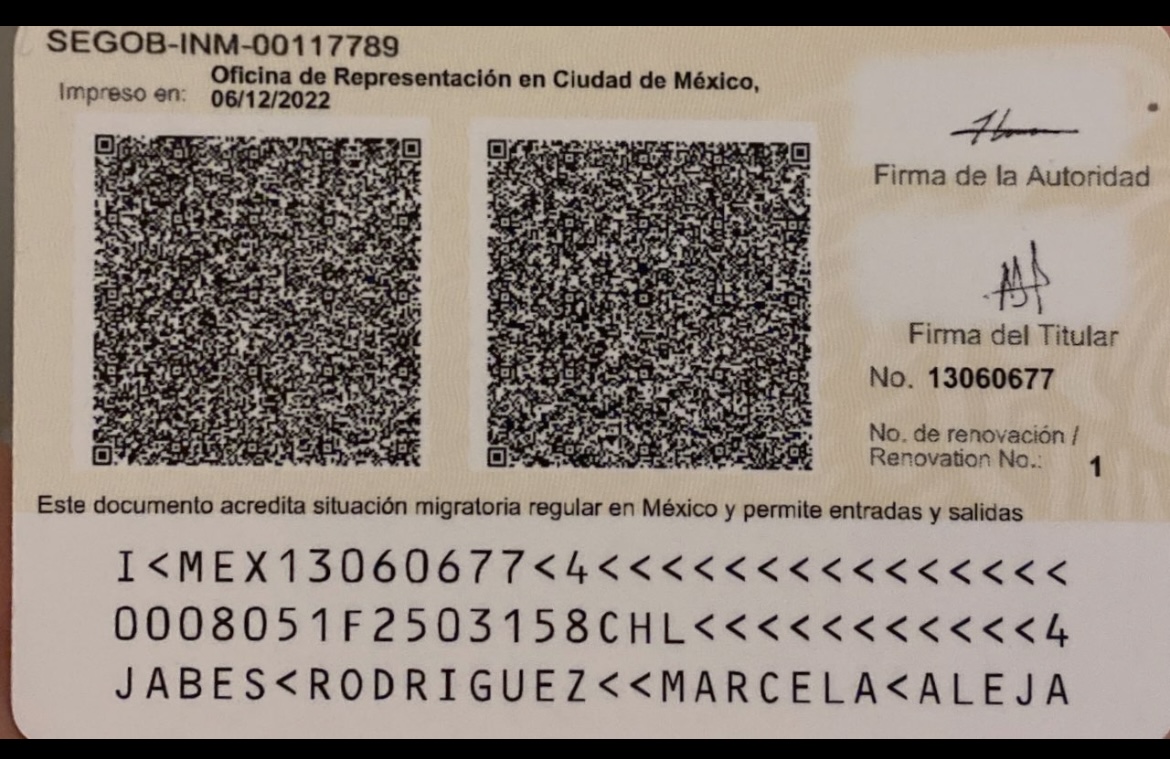 SEGOB-INM-00117789
Impreso en: Oficina de Representación en Ciudad de México,
06/12/2022
Firma de la Autoridad
Firma del Titular
No. 13060677
No. de renovación /
Renovation No.: 1
Este documento acredita situación migratoria regular en México y permite entradas y salidas
I<MEX13060677<4<<<<<<<<<<<<<<<
0008051F2503158CHL<<<<<<<<<<<4
JABES<RODRIGUEZ<<MARCELA<ALEJA